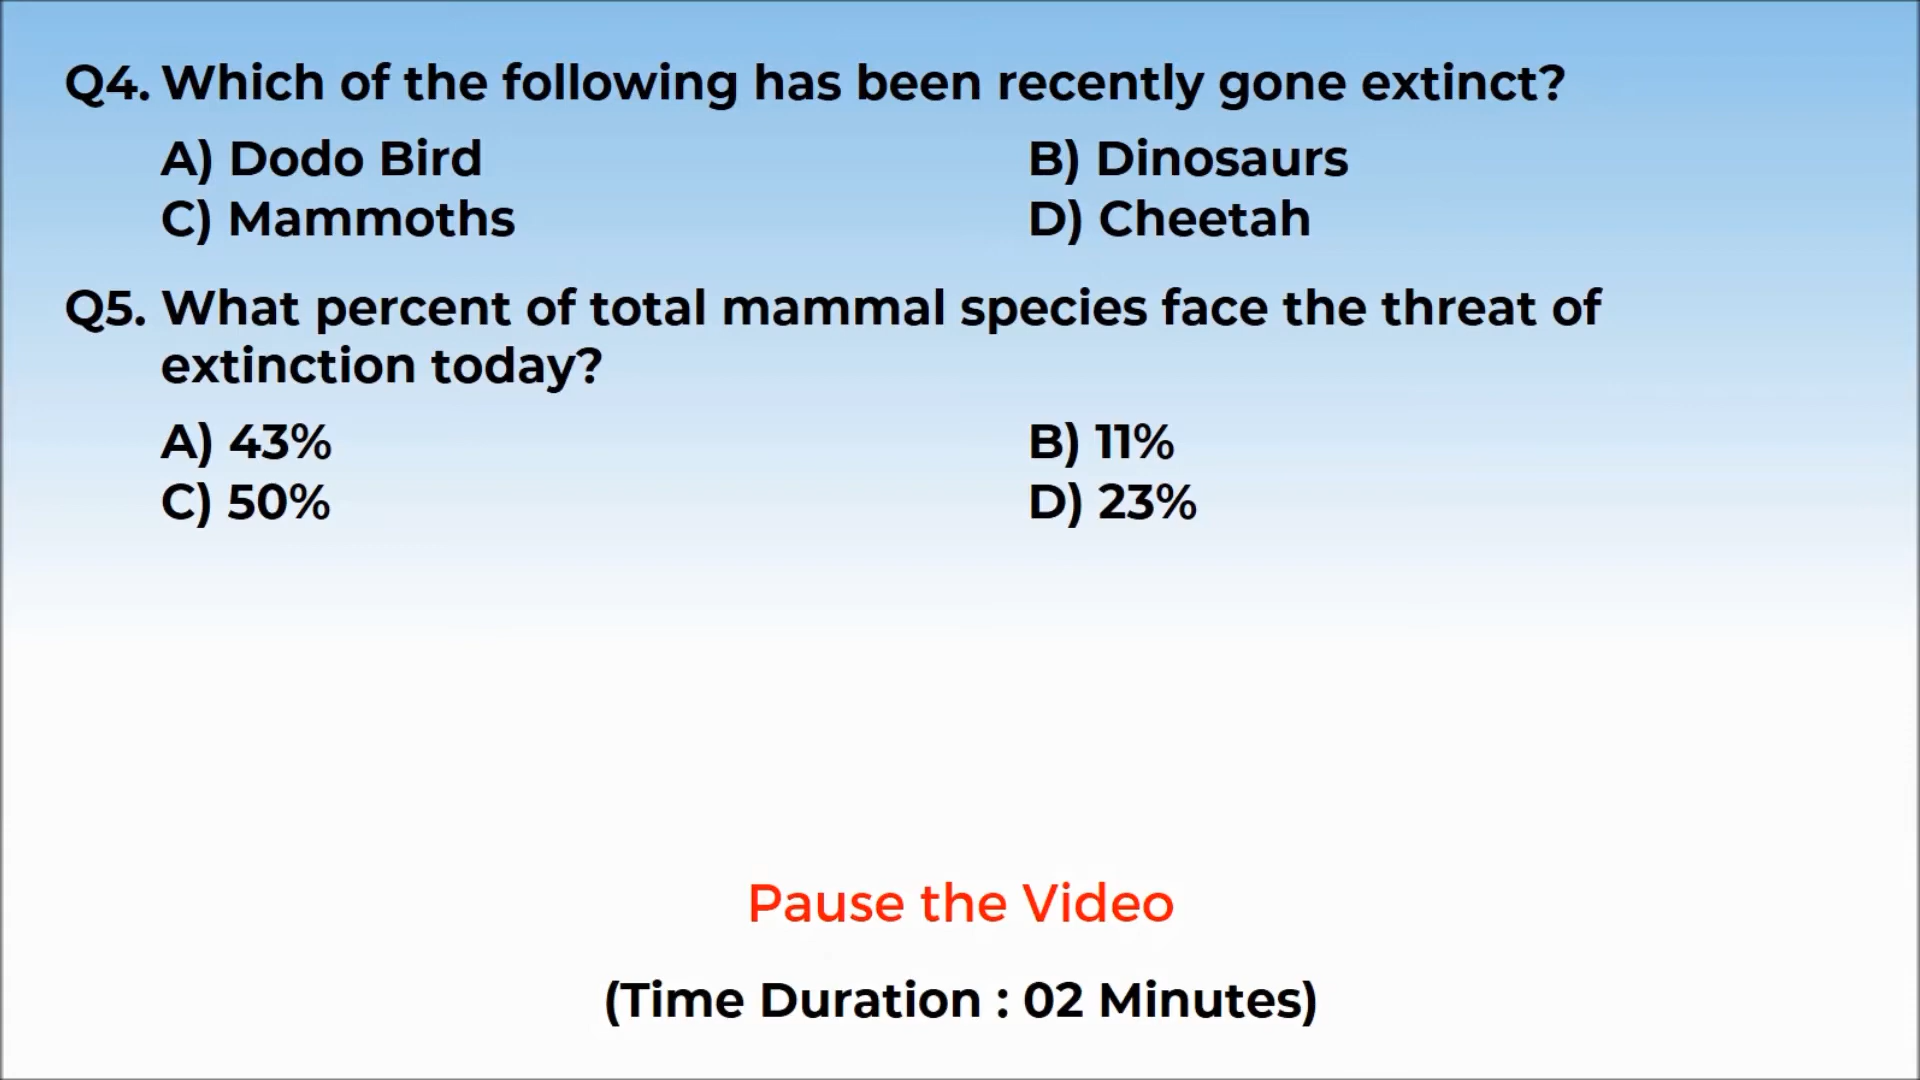 Q4. Which of the following has been recently gone extinct?
A) Dodo Bird B) Dinosaurs
C) Mammoths D) Cheetah
Q5. What percent of total mammal species face the threat of
extinction today?
A) 43% B) 11%
C) 50% D) 23%
Pause the Video
(Time Duration : 02 Minutes)